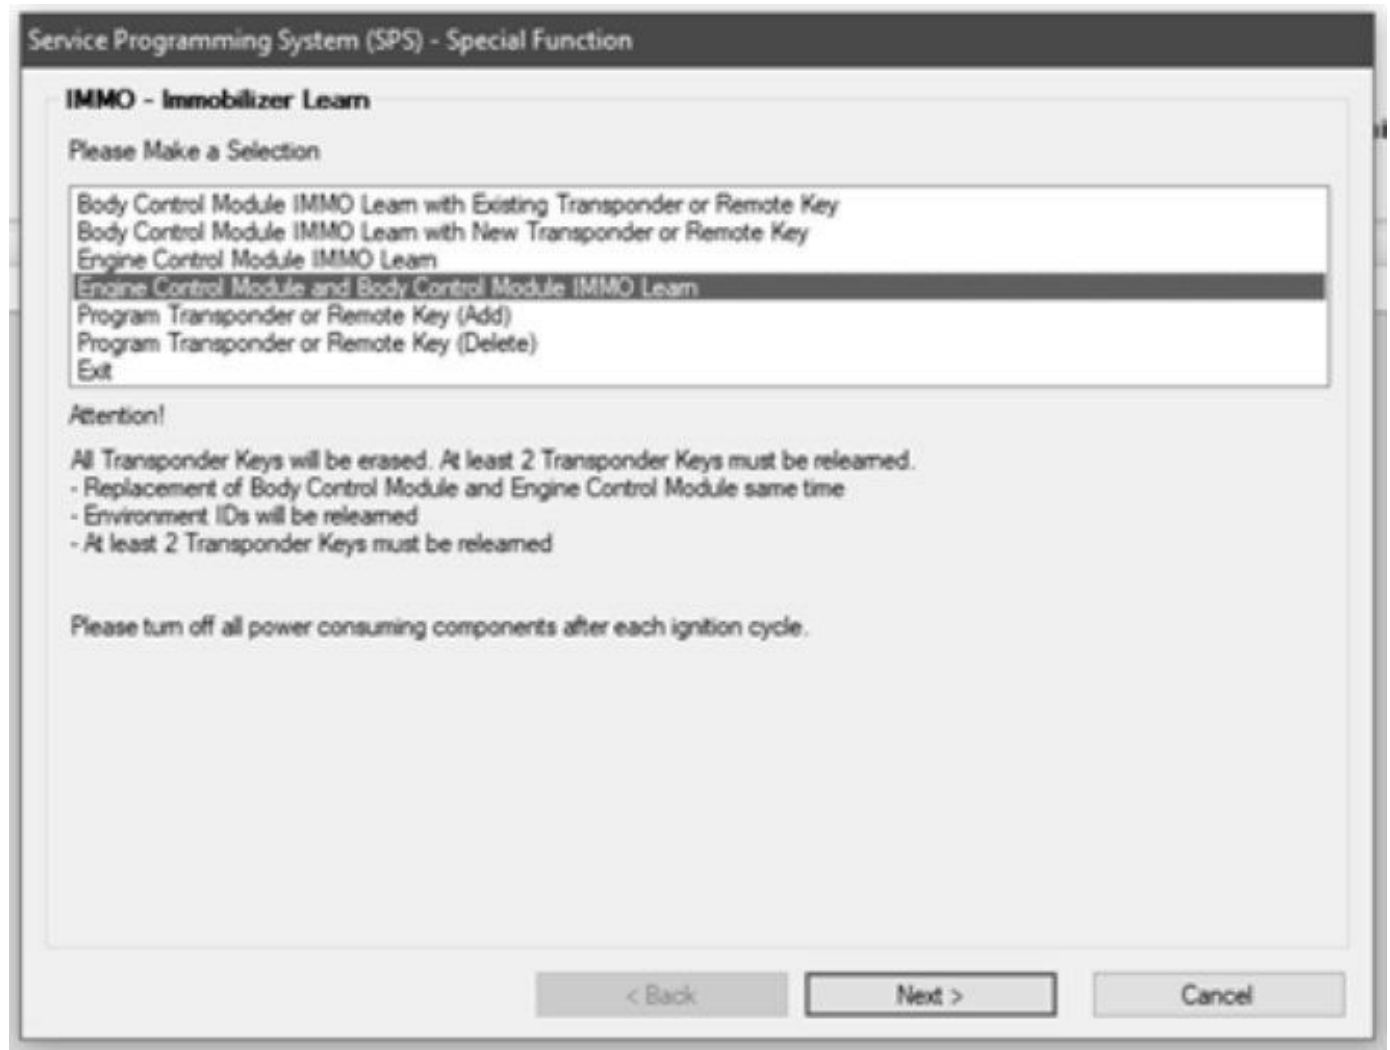 Service Programming System (SPS) - Special Function
IMMO - Immobilizer Learn
Please Make a Selection
Body Control Module IMMO Learn with Existing Transponder or Remote Key
Body Control Module IMMO Learn with New Transponder or Remote Key
Engine Control Module IMMO Learn
Engine Control Module and Body Control Module IMMO Learn
Program Transponder or Remote Key (Add)
Program Transponder or Remote Key (Delete)
Exit
Attention!
All Transponder Keys will be erased. At least 2 Transponder Keys must be relearned.
- Replacement of Body Control Module and Engine Control Module same time
- Environment IDs will be relearned
- At least 2 Transponder Keys must be relearned
Please turn off all power consuming components after each ignition cycle.
< Back
Next >
Cancel